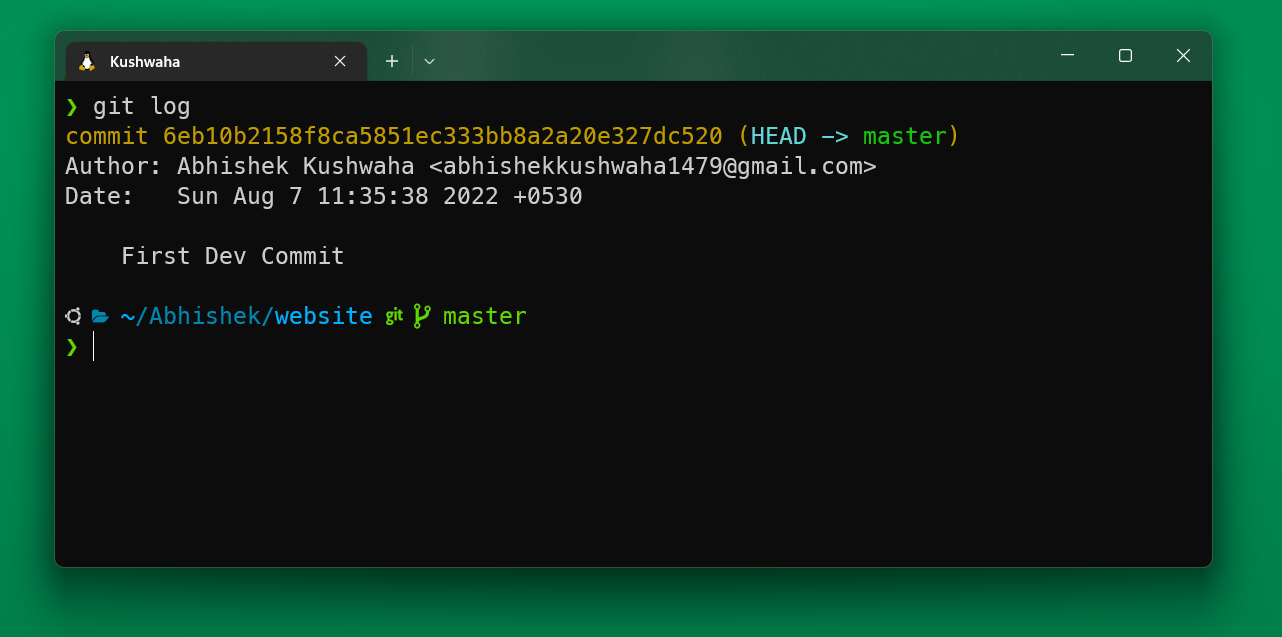 Kushwaha
❯ git log
commit 6eb10b2158f8ca5851ec333bb8a2a20e327dc520 (HEAD -> master)
Author: Abhishek Kushwaha <abhishekkushwaha1479@gmail.com>
Date:   Sun Aug 7 11:35:38 2022 +0530
First Dev Commit
~/Abhishek/website git master
❯